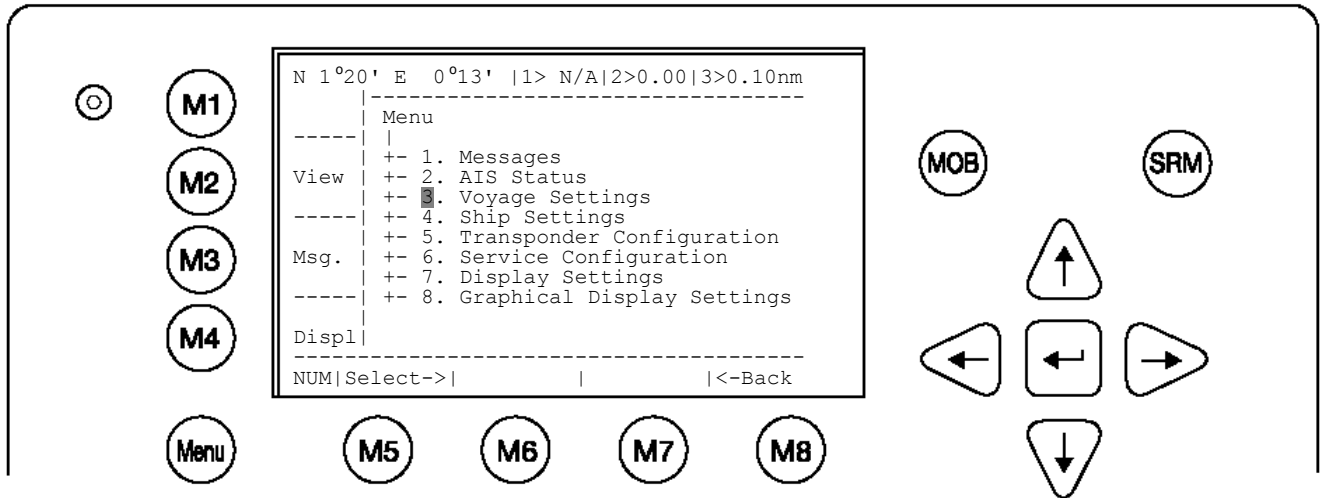 N 1°20' E 0°13' |1> N/A|2>0.00|3>0.10nm
Menu
1. Messages
2. AIS Status
3. Voyage Settings
4. Ship Settings
5. Transponder Configuration
6. Service Configuration
7. Display Settings
8. Graphical Display Settings
View
Msg.
Displ
NUM|Select->| | |<-Back
M1
M2
M3
M4
Menu
M5
M6
M7
M8
MOB
SRM